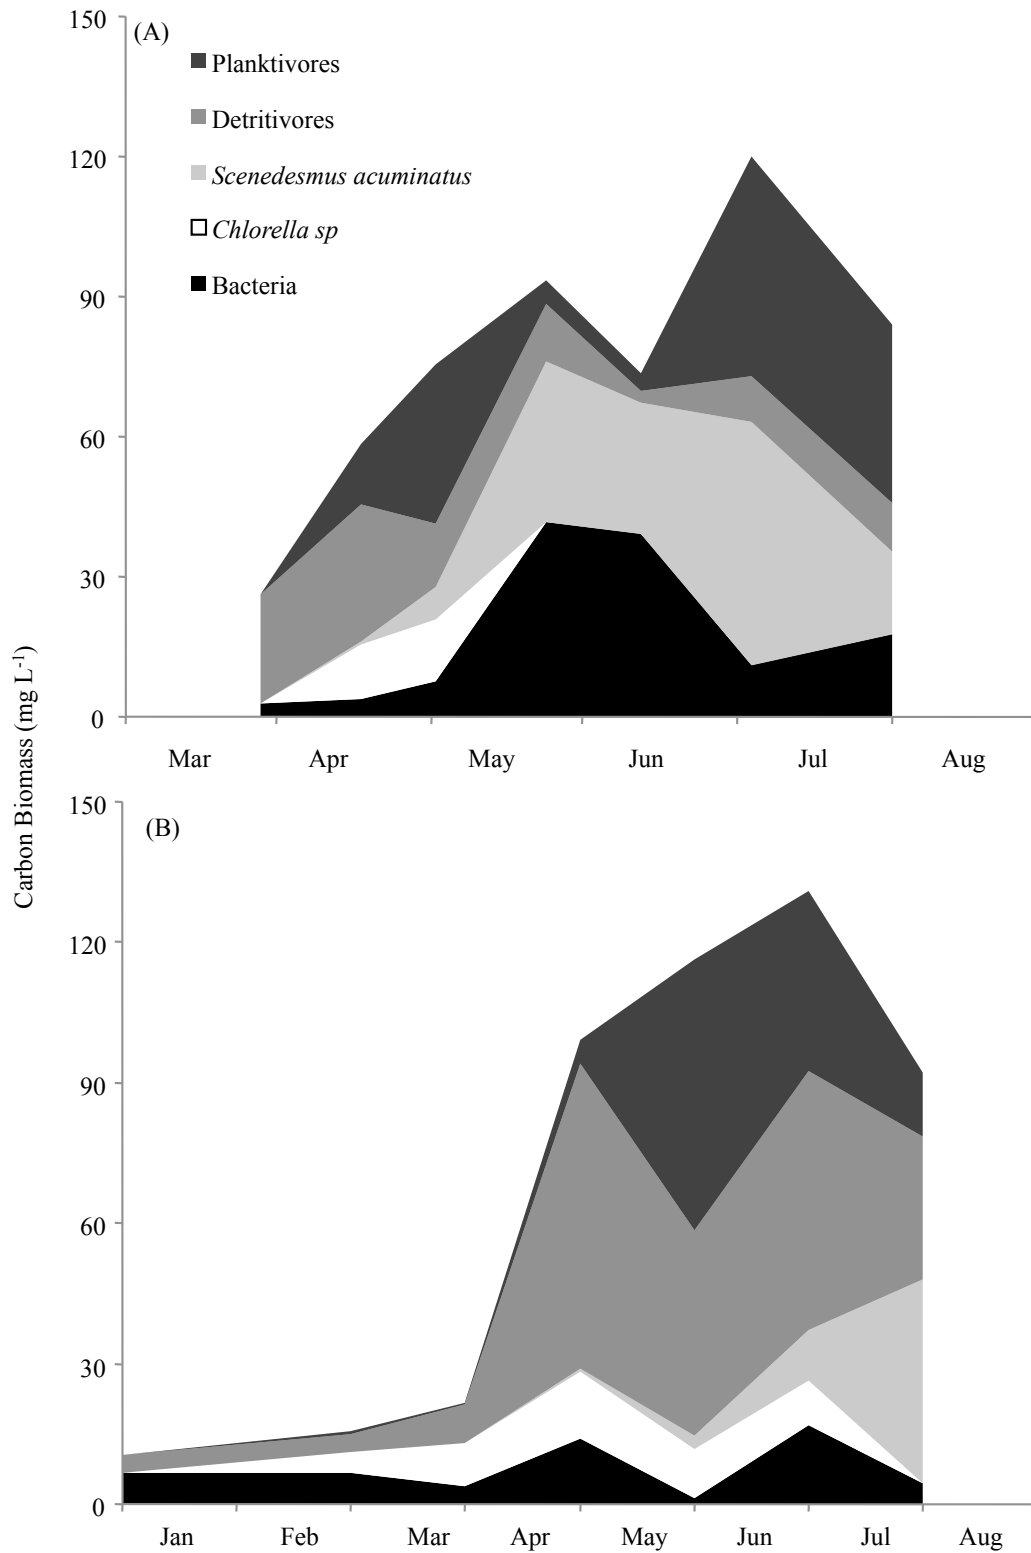 150
(A)
Planktivores
Detritivores
120
Scenedesmus acuminatus
Chlorella sp
Bacteria
90
60
30
0
Mar Apr May Jun Jul Aug
Carbon Biomass (mg L-1)
150
(B)
120
90
60
30
0
Jan Feb Mar Apr May Jun Jul Aug